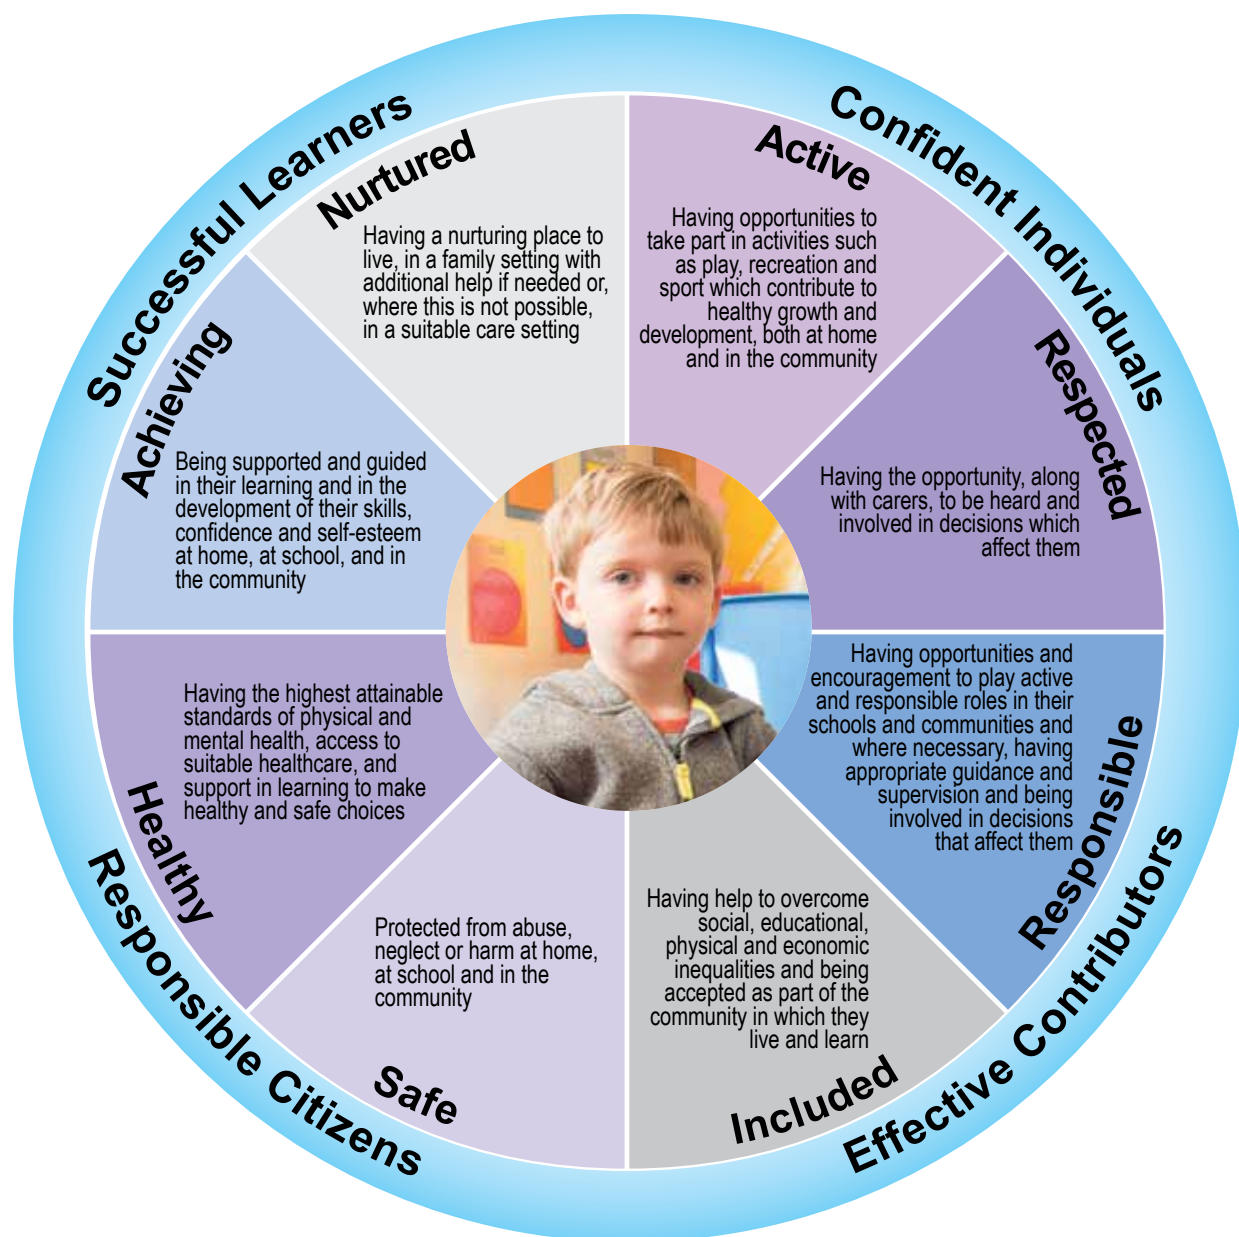 Successful Learners
Confident Individuals
Nurtured
Having a nurturing place to
live, in a family setting with
additional help if needed or,
where this is not possible,
in a suitable care setting
Active
Having opportunities to
take part in activities such
as play, recreation and
sport which contribute to
healthy growth and
development, both at home
and in the community
Achieving
Being supported and guided
in their learning and in the
development of their skills,
confidence and self-esteem
at home, at school, and in
the community
Respected
Having the opportunity, along
with carers, to be heard and
involved in decisions which
affect them
Healthy
Having the highest attainable
standards of physical and
mental health, access to
suitable healthcare, and
support in learning to make
healthy and safe choices
Responsible
Having opportunities and
encouragement to play active
and responsible roles in their
schools and communities and
where necessary, having
appropriate guidance and
supervision and being
involved in decisions
that affect them
Protected from abuse,
neglect or harm at home,
at school and in the
community
Safe
Having help to overcome
social, educational,
physical and economic
inequalities and being
accepted as part of the
community in which they
live and learn
Included
Responsible Citizens
Effective Contributors